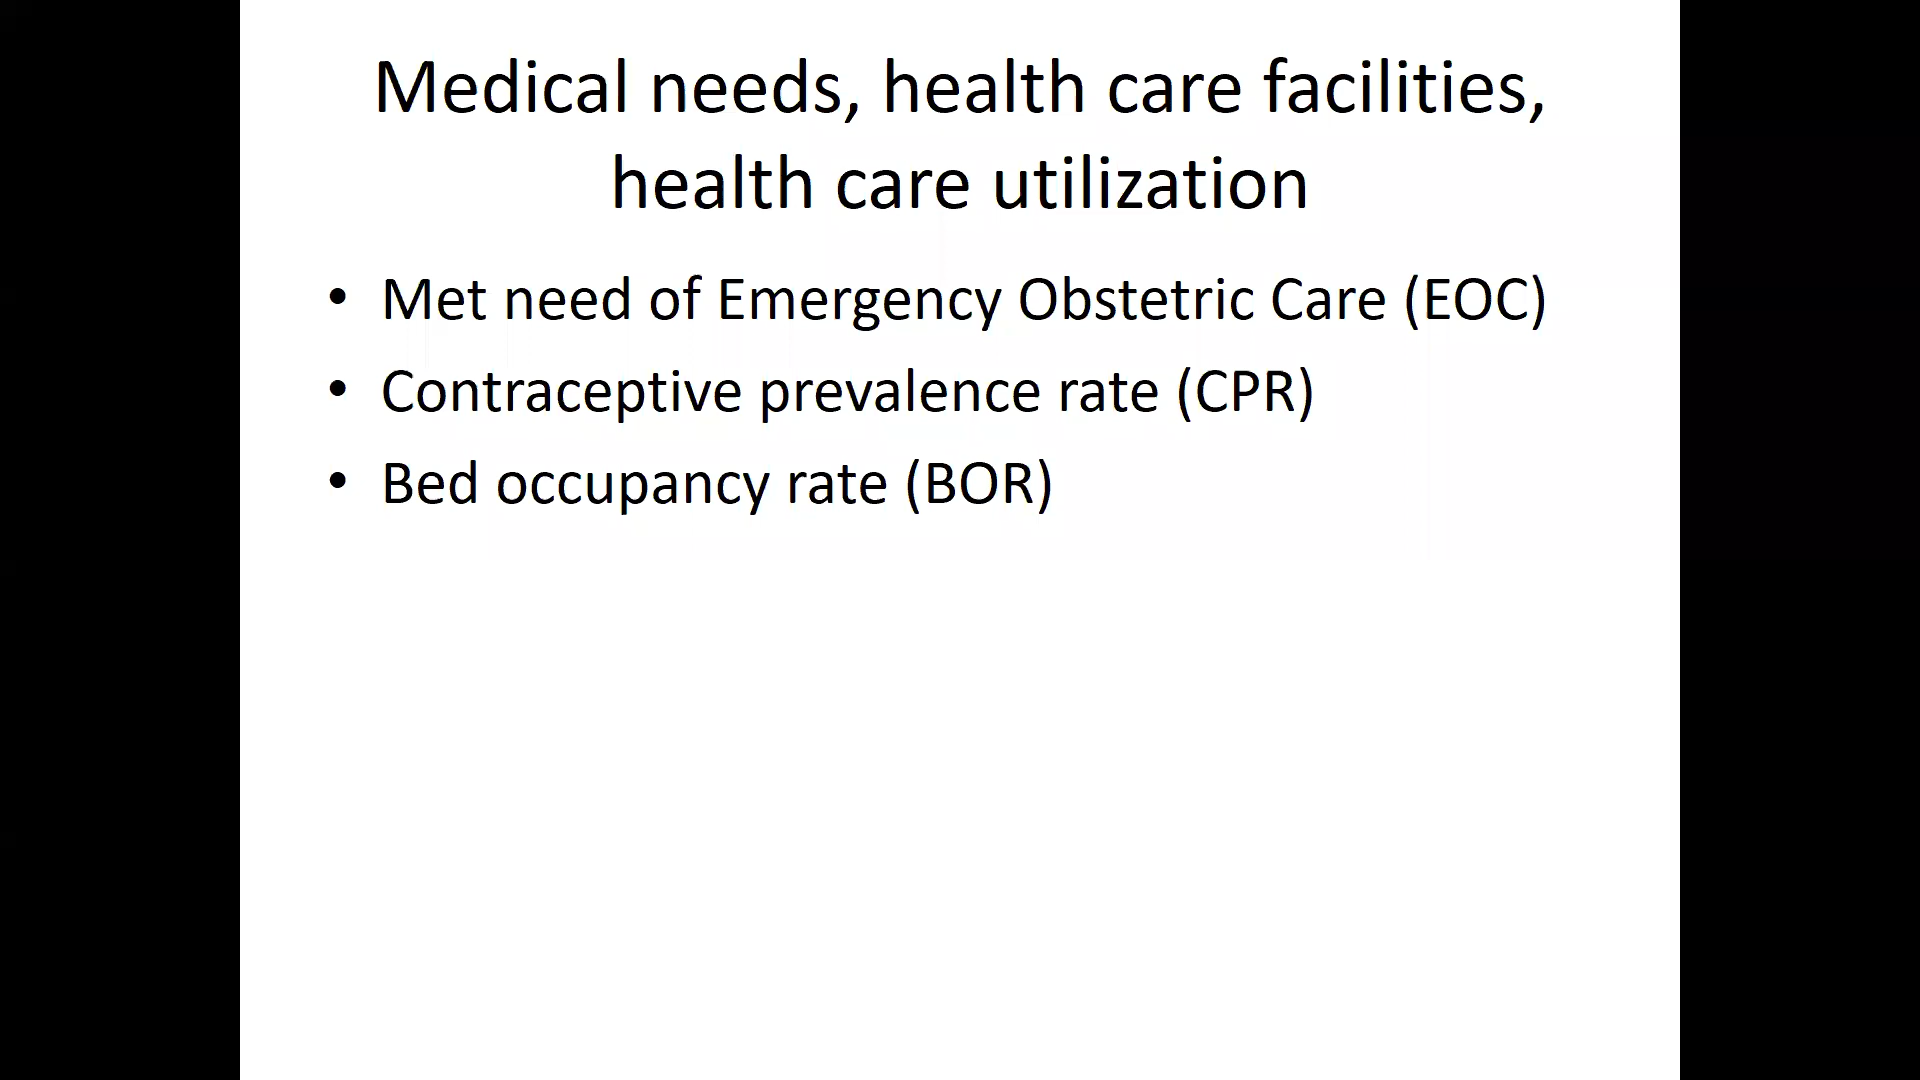 Medical needs, health care facilities,
health care utilization
• Met need of Emergency Obstetric Care (EOC)
• Contraceptive prevalence rate (CPR)
• Bed occupancy rate (BOR)